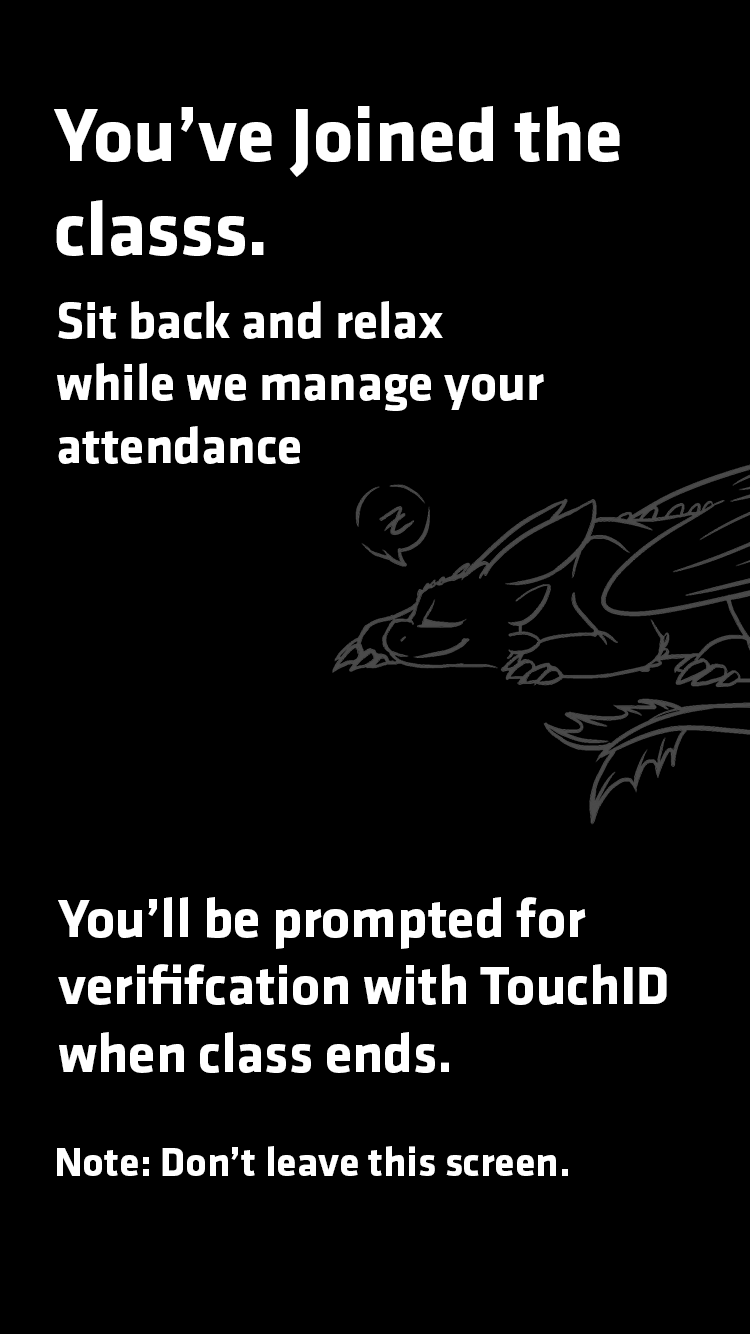 You’ve Joined the
classs.
Sit back and relax
while we manage your
attendance
z
You’ll be prompted for
verififcation with TouchID
when class ends.
Note: Don’t leave this screen.